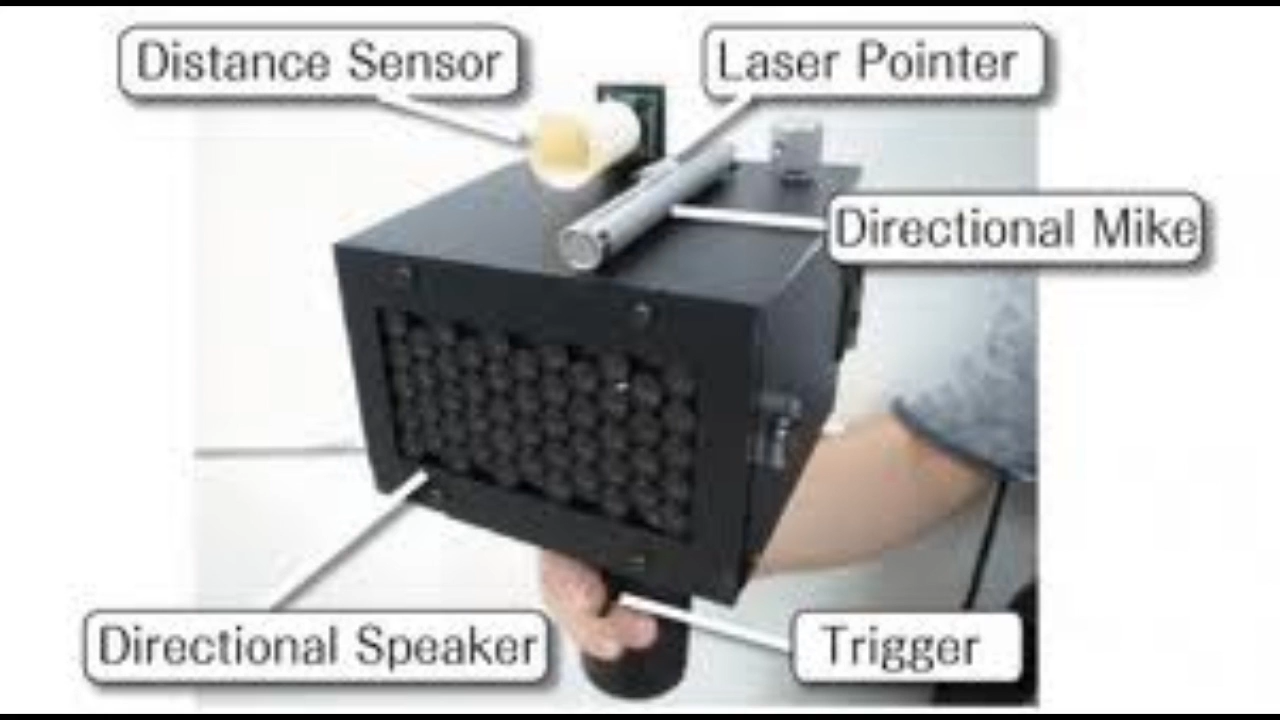 Distance Sensor
Laser Pointer
Directional Mike
Directional Speaker
Trigger